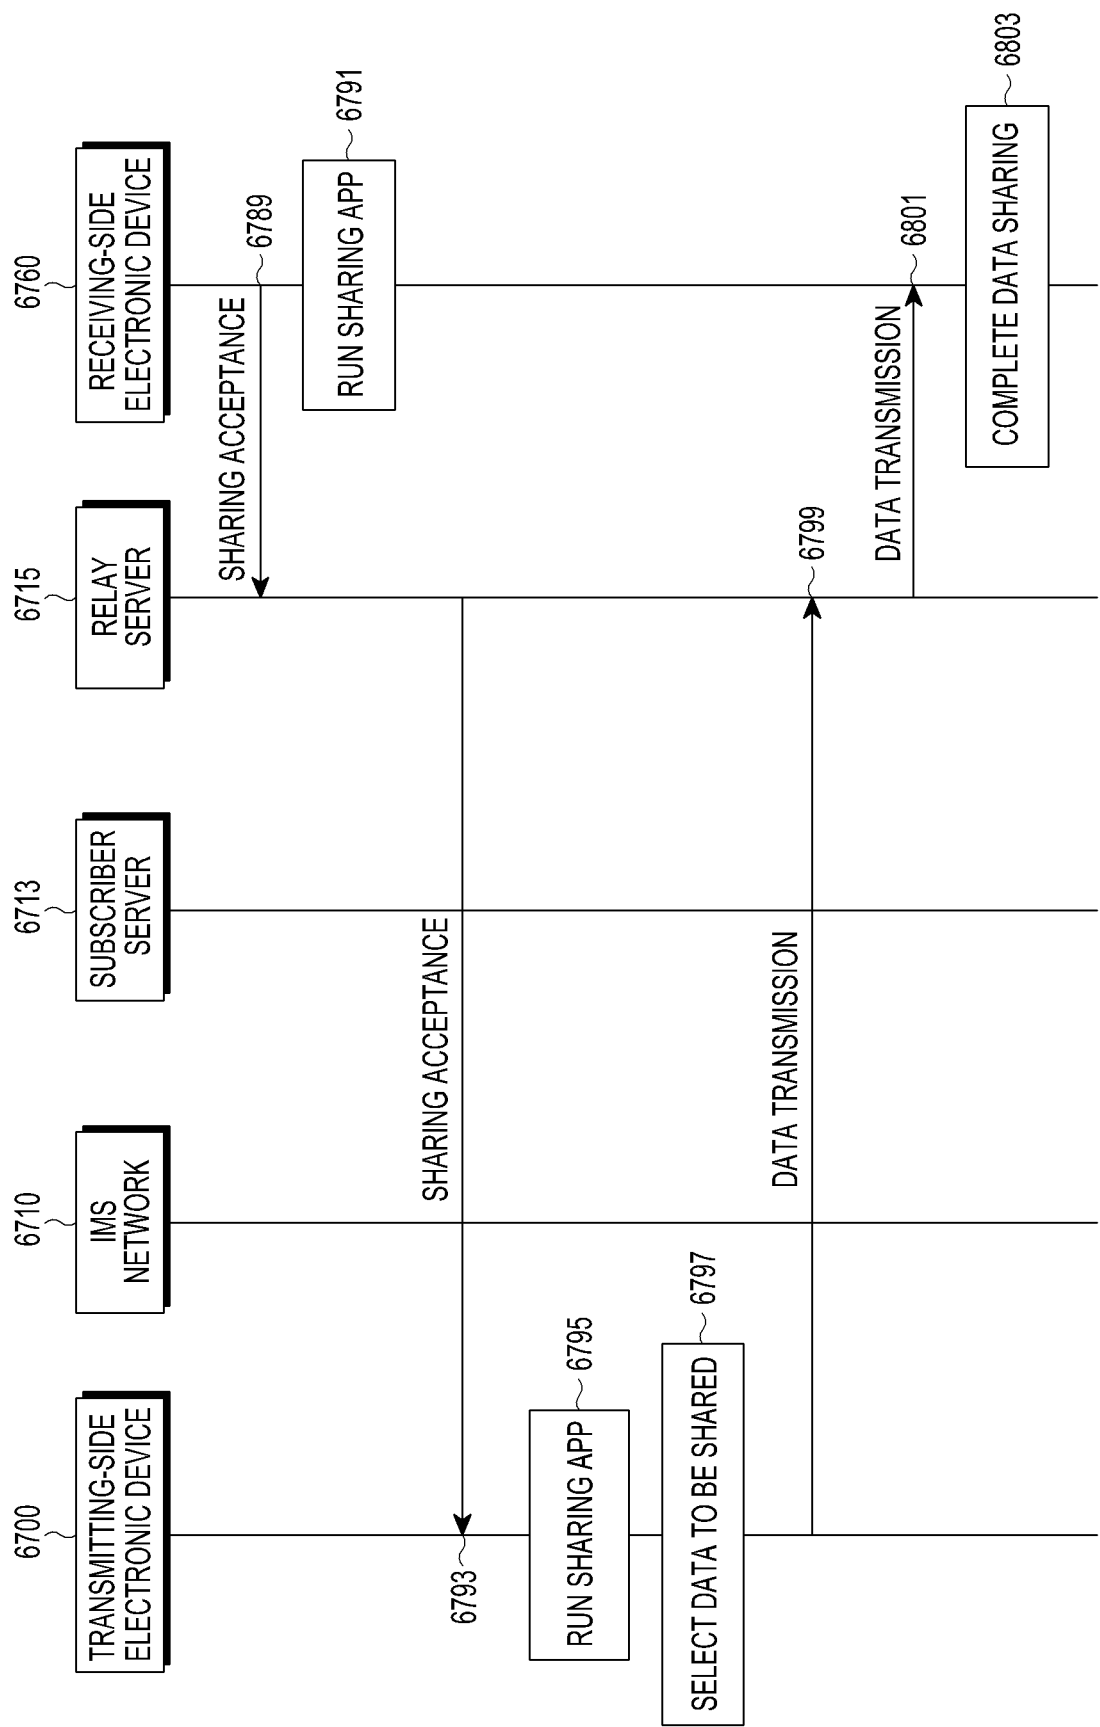 6700
TRANSMITTING-SIDE
ELECTRONIC DEVICE
6710
IMS
NETWORK
6713
SUBSCRIBER
SERVER
6715
RELAY
SERVER
6760
RECEIVING-SIDE
ELECTRONIC DEVICE
SHARING ACCEPTANCE
6789
RUN SHARING APP
6791
SHARING ACCEPTANCE
6793
RUN SHARING APP
6795
SELECT DATA TO BE SHARED
6797
DATA TRANSMISSION
6799
DATA TRANSMISSION
6801
COMPLETE DATA SHARING
6803